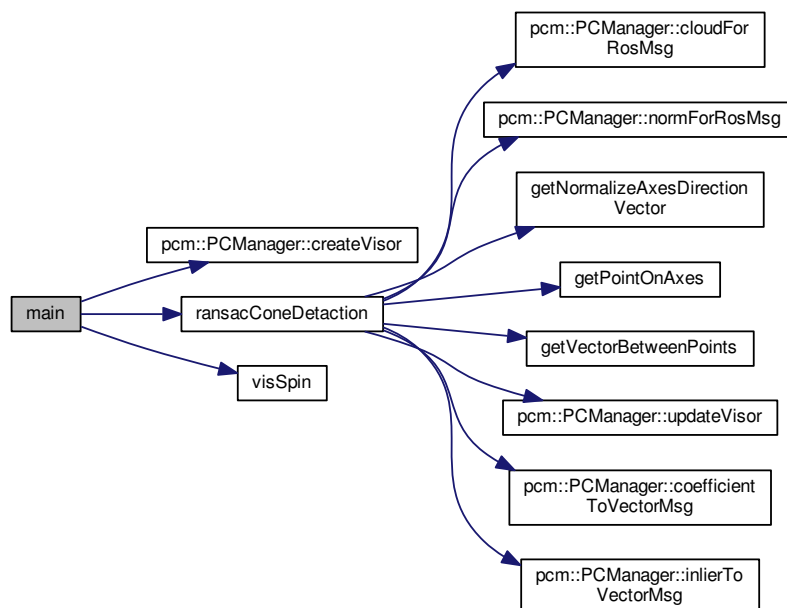 pcm::PCManager::cloudFor
RosMsg
pcm::PCManager::normForRosMsg
getNormalizeAxesDirection
Vector
pcm::PCManager::createVisor
getPointOnAxes
main
ransacConeDetaction
getVectorBetweenPoints
visSpin
pcm::PCManager::updateVisor
pcm::PCManager::coefficient
ToVectorMsg
pcm::PCManager::inlierTo
VectorMsg